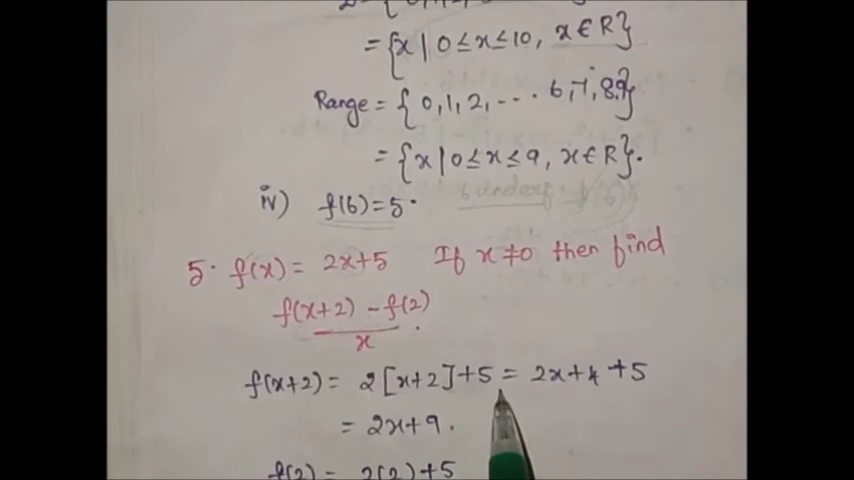 = {x | 0 ≤ x ≤ 10, x ∈ R}
Range = { 0, 1, 2, ... 6, 7, 8, 9}
= {x | 0 ≤ x ≤ 9, x ∈ R}.
iv) f(6) = 5.
5. f(x) = 2x+5 If x ≠ 0 then find
f(x+2) - f(2)
x
f(x+2) = 2[x+2]+5 = 2x+4+5
= 2x+9.
f(2) = 2(2)+5